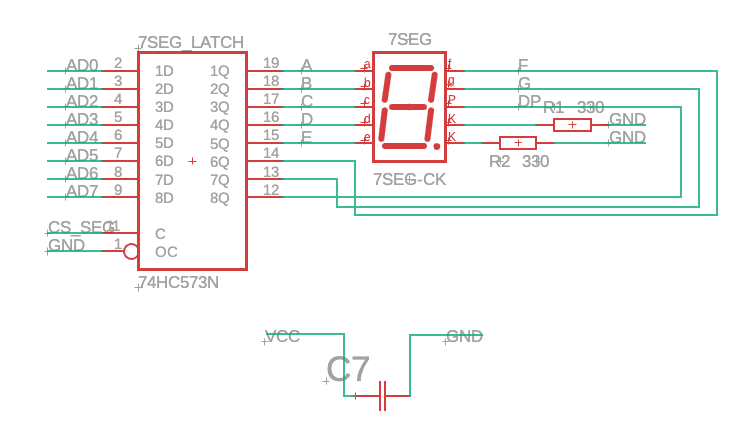 7SEG_LATCH 7SEG
AD0 2 1D 1Q 19 A a f F
AD1 3 2D 2Q 18 B b g G
AD2 4 3D 3Q 17 C c P DP R1 330
AD3 5 4D 4Q 16 D d K GND
AD4 6 5D 5Q 15 E e K GND
AD5 7 6D 6Q 14 R2 330
AD6 8 7D 7Q 13 7SEG-CK
AD7 9 8D 8Q 12
CS_SEG 11 C
GND 1 OC
74HC573N
VCC GND
C7